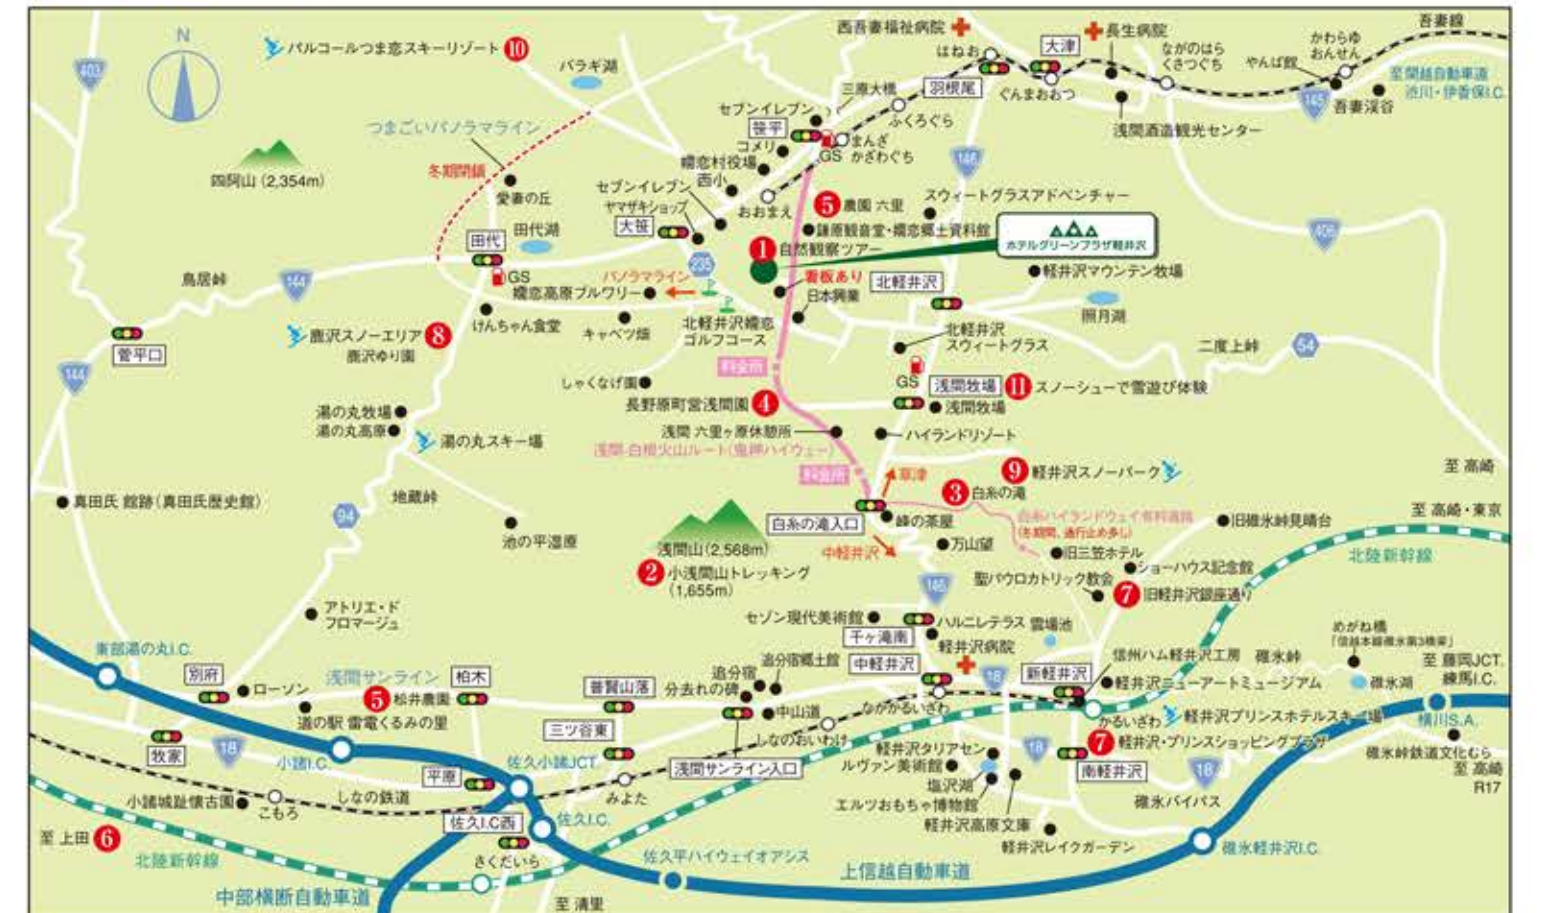 N
403
パルコールつま恋スキーリゾート 10
バラギ湖
西吾妻福祉病院
はねお
大津
長生病院
ながのはら
くさつぐち
やんば館
かわらゆ
おんせん
吾妻線
至 関越自動車道
渋川・伊香保I.C.
145
吾妻渓谷
三原大橋
羽根尾
ぐんまおおつ
浅間酒造観光センター
セブンイレブン
笹平
ふくろぐら
まんざ
かざわぐち
GS
コメリ
嬬恋村役場
西小
つまごいパノラマライン
冬期閉鎖
四阿山(2,354m)
愛妻の丘
セブンイレブン
ヤマザキショップ
おおまえ
146
5 農園 六里
スウィートグラスアドベンチャー
鎌原観音堂・嬬恋郷土資料館
ホテルグリーンプラザ軽井沢
406
1 自然観察ツアー
田代
田代湖
大笹
235
鳥居峠
144
GS
パノラマライン
嬬恋高原ブルワリー
看板あり
日本興業
北軽井沢
軽井沢マウンテン牧場
照月湖
けんちゃん食堂
キャベツ畑
北軽井沢嬬恋
ゴルフコース
菅平口
144
鹿沢スノーエリア 8
鹿沢ゆり園
北軽井沢
スウィートグラス
二度上峠
54
料金所
GS
しゃくなげ園
浅間牧場
11 スノーシューで雪遊び体験
長野原町営浅間園 4
浅間牧場
湯の丸牧場
湯の丸高原
湯の丸スキー場
浅間 六里ヶ原休憩所
ハイランドリゾート
浅間-白根火山ルート(鬼押ハイウェー)
料金所
草津
9 軽井沢スノーパーク
至 高崎
真田氏 館跡(真田氏歴史館)
地蔵峠
94
3 白糸の滝
池の平湿原
白糸の滝入口
峰の茶屋
白糸ハイランドウェイ有料道路
(冬期間、通行止め多し)
旧碓氷峠見晴台
至 高崎・東京
浅間山(2,568m)
中軽井沢
万山望
旧三笠ホテル
北陸新幹線
2 小浅間山トレッキング
(1,655m)
ショーハウス記念館
聖パウロカトリック教会
7 旧軽井沢銀座通り
146
アトリエ・ド
フロマージュ
セゾン現代美術館
ハルニレテラス
雲場池
千ヶ滝南
軽井沢病院
めがね橋
「信越本線碓氷第3橋梁」
東部湯の丸I.C.
別府
ローソン
浅間サンライン
柏木
5 松井農園
普賢山落
追分宿
追分宿郷土館
分去れの碑
中軽井沢
18
新軽井沢
信州ハム軽井沢工房
碓氷峠
至 藤岡JCT.
練馬I.C.
軽井沢ニューアートミュージアム
碓氷湖
道の駅 雷電くるみの里
中山道
なかかるいざわ
かるいざわ
軽井沢プリンスホテルスキー場
横川S.A.
牧家
18
小諸I.C.
三ツ谷東
しなのおいわけ
軽井沢タリアセン
18
7 軽井沢・プリンスショッピングプラザ
碓氷峠鉄道文化むら
平原
佐久小諸JCT.
浅間サンライン入口
ルヴァン美術館
塩沢湖
南軽井沢
18
至 高崎
R17
小諸城趾懐古園
こもろ
しなの鉄道
みよた
エルツおもちゃ博物館
碓氷バイパス
佐久I.C西
佐久I.C.
軽井沢高原文庫
至 上田 6
北陸新幹線
さくだいら
佐久平ハイウェイオアシス
軽井沢レイクガーデン
碓氷軽井沢I.C.
中部横断自動車道
上信越自動車道
至 清里